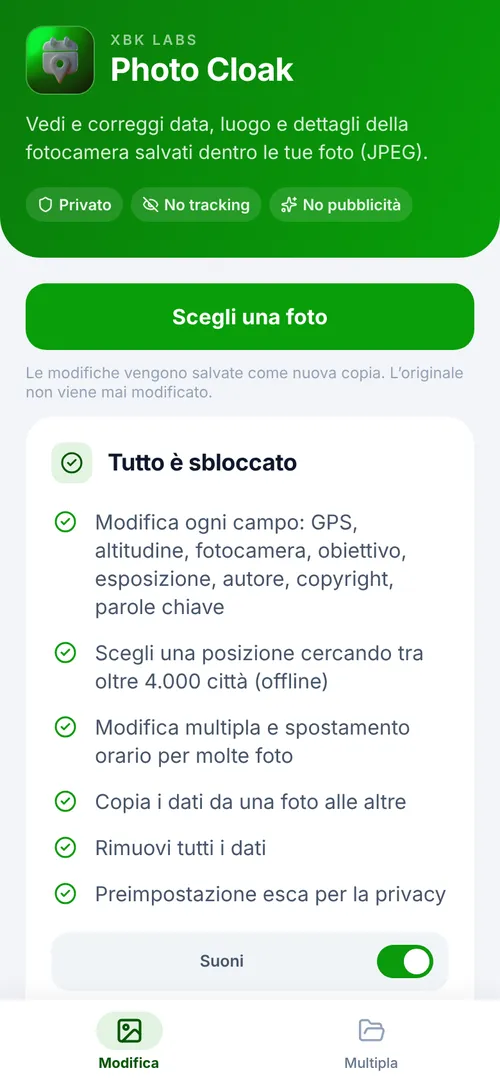 XBK LABS
Photo Cloak
Vedi e correggi data, luogo e dettagli della
fotocamera salvati dentro le tue foto (JPEG).
Privato
No tracking
No pubblicità
Scegli una foto
Le modifiche vengono salvate come nuova copia. L’originale
non viene mai modificato.
Tutto è sbloccato
Modifica ogni campo: GPS,
altitudine, fotocamera, obiettivo,
esposizione, autore, copyright,
parole chiave
Scegli una posizione cercando tra
oltre 4.000 città (offline)
Modifica multipla e spostamento
orario per molte foto
Copia i dati da una foto alle altre
Rimuovi tutti i dati
Preimpostazione esca per la privacy
Suoni
Modifica
Multipla